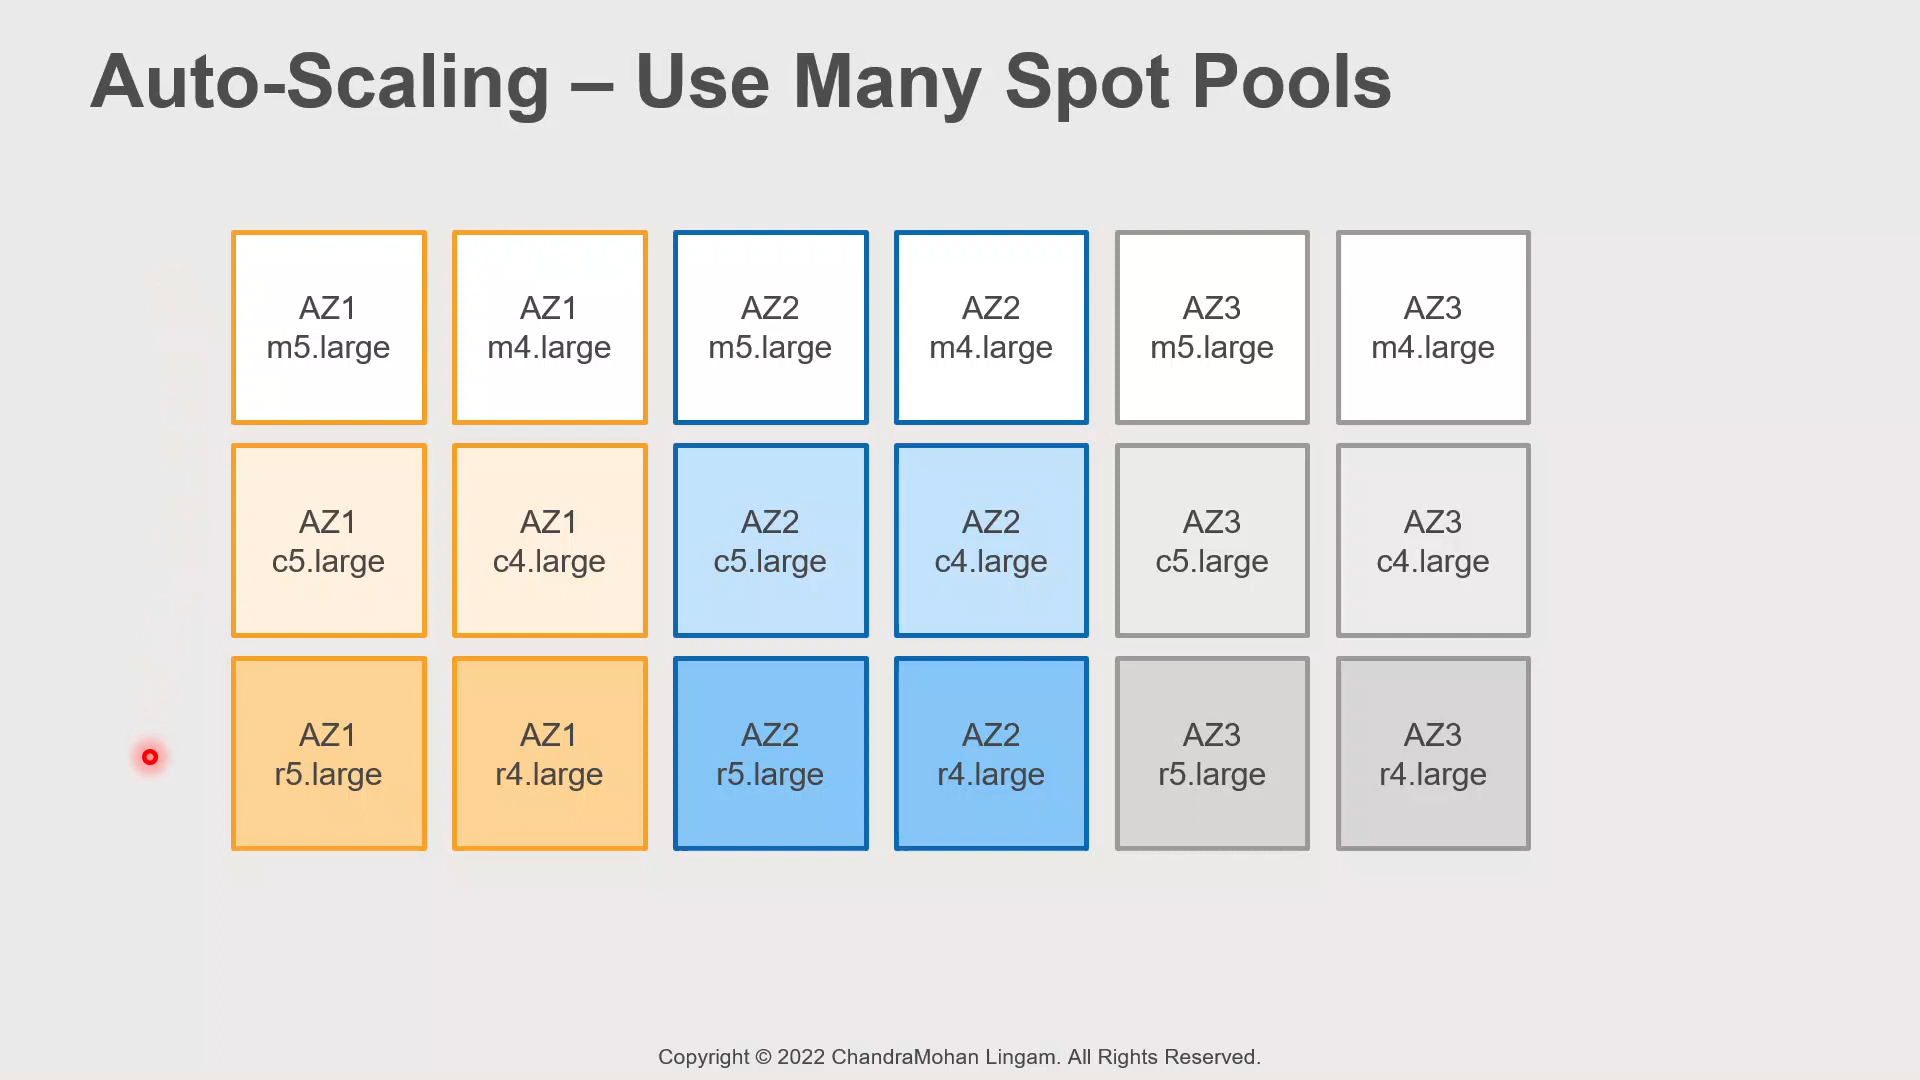 Auto-Scaling – Use Many Spot Pools
AZ1
m5.large
AZ1
m4.large
AZ2
m5.large
AZ2
m4.large
AZ3
m5.large
AZ3
m4.large
AZ1
c5.large
AZ1
c4.large
AZ2
c5.large
AZ2
c4.large
AZ3
c5.large
AZ3
c4.large
AZ1
r5.large
AZ1
r4.large
AZ2
r5.large
AZ2
r4.large
AZ3
r5.large
AZ3
r4.large
Copyright © 2022 ChandraMohan Lingam. All Rights Reserved.